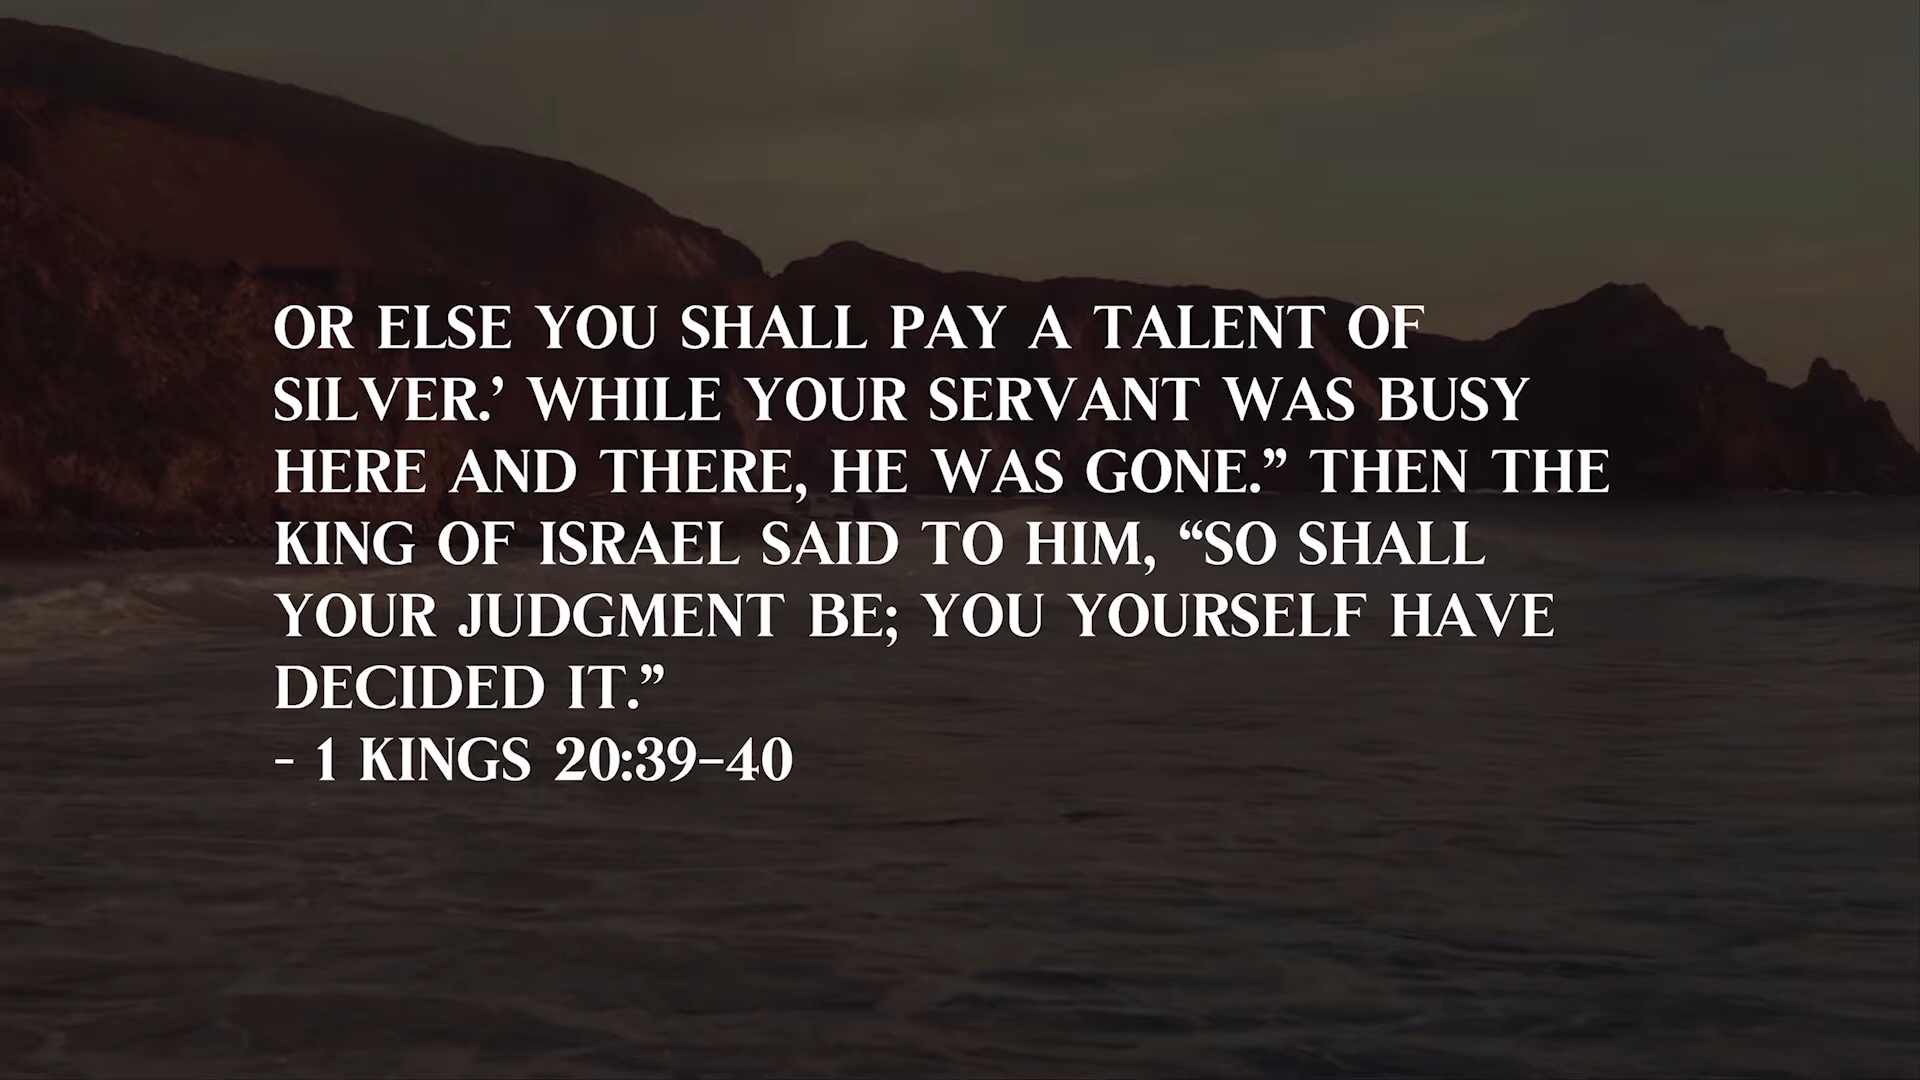 OR ELSE YOU SHALL PAY A TALENT OF
SILVER.’ WHILE YOUR SERVANT WAS BUSY
HERE AND THERE, HE WAS GONE.” THEN THE
KING OF ISRAEL SAID TO HIM, “SO SHALL
YOUR JUDGMENT BE; YOU YOURSELF HAVE
DECIDED IT.”
- 1 KINGS 20:39–40